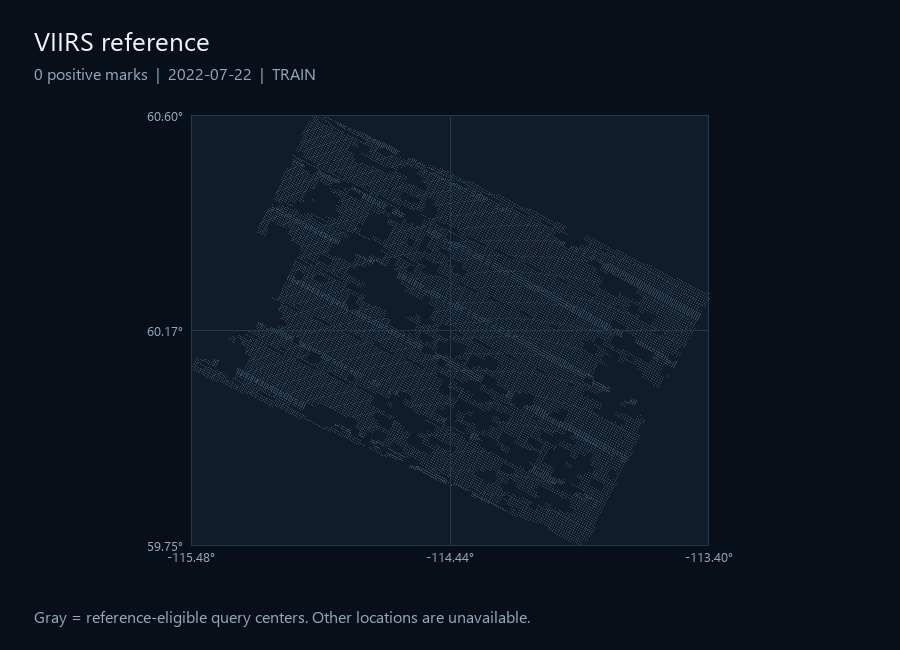 VIIRS reference
0 positive marks | 2022-07-22 | TRAIN
60.60°
60.17°
59.75°
-115.48°
-114.44°
-113.40°
Gray = reference-eligible query centers. Other locations are unavailable.